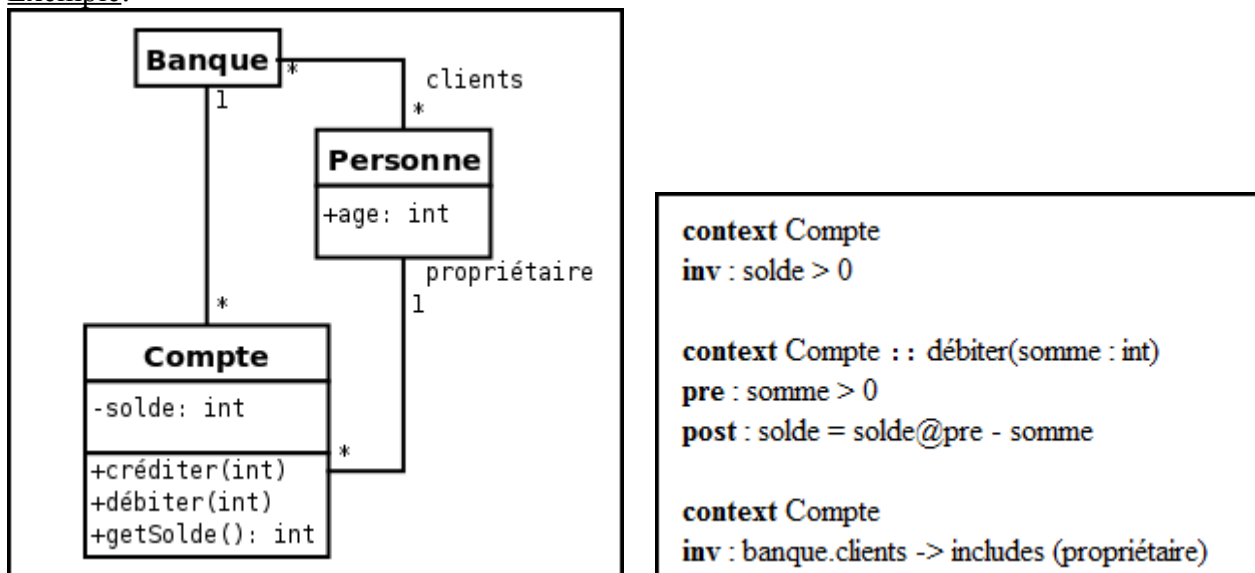 Exemple:
Banque
*
clients
1
*
Personne
+age: int
propriétaire
*
1
Compte
-solde: int
*
+créditer(int)
+débiter(int)
+getSolde(): int
context Compte
inv : solde > 0
context Compte :: débiter(somme : int)
pre : somme > 0
post : solde = solde@pre - somme
context Compte
inv : banque.clients -> includes (propriétaire)